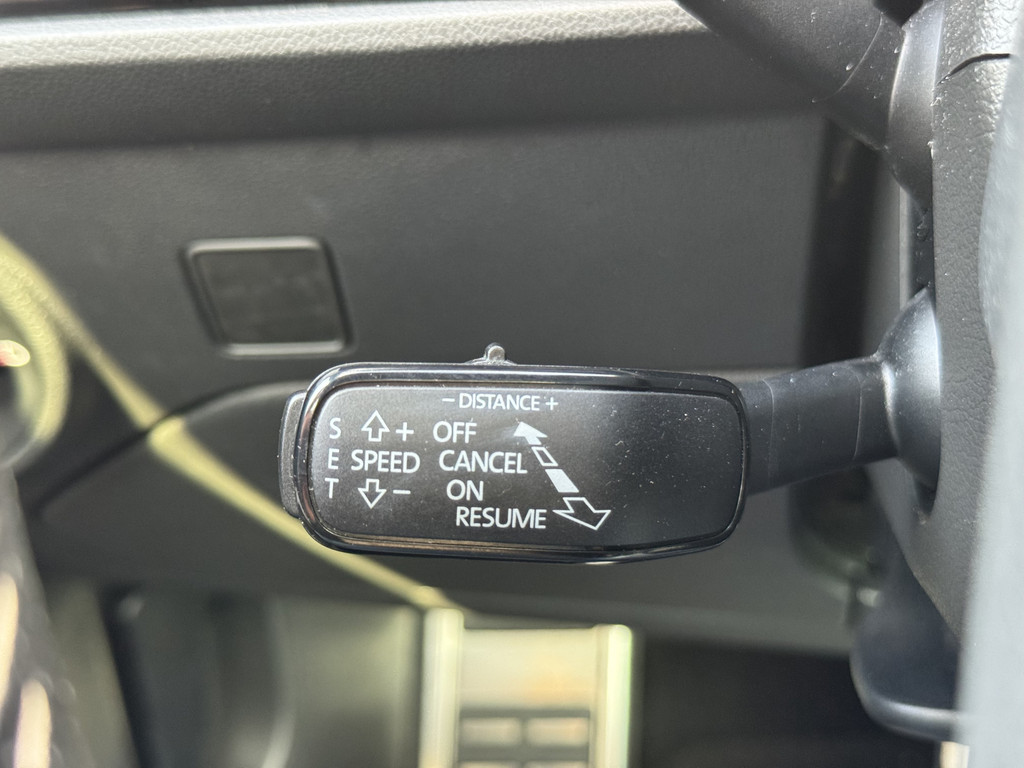 - DISTANCE +
S + OFF
E SPEED CANCEL
T - ON
RESUME